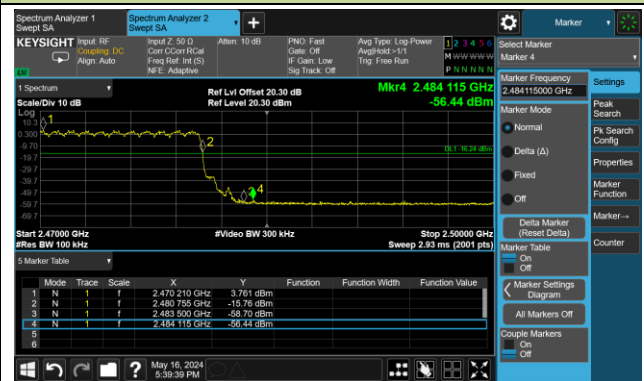 Spectrum Analyzer 1
Swept SA
Spectrum Analyzer 2
Swept SA
+
Marker
KEYSIGHT
Input: RF
Coupling: DC
Align: Auto
Input Z: 50 Ω
Corr CCorr RCal
Freq Ref: Int (S)
NFE: Adaptive
Atten: 10 dB
PNO: Fast
Gate: Off
IF Gain: Low
Sig Track: Off
Avg Type: Log-Power
Avg|Hold:>1/1
Trig: Free Run
1 2 3 4 5 6
M W W W W W
P N N N N N
LXI
Select Marker
Marker 4
1 Spectrum
Scale/Div 10 dB
Ref Lvl Offset 20.30 dB
Ref Level 20.30 dBm
Mkr4 2.484 115 GHz
-56.44 dBm
Log
10.3
0.300
-9.70
-19.7
-29.7
-39.7
-49.7
-59.7
-69.7
1
2
3
4
DL1 -16.24 dBm
Start 2.47000 GHz
#Res BW 100 kHz
#Video BW 300 kHz
Stop 2.50000 GHz
Sweep 2.93 ms (2001 pts)
5 Marker Table
Mode Trace Scale X Y Function Function Width Function Value
1 N 1 f 2.470 210 GHz 3.761 dBm
2 N 1 f 2.480 755 GHz -15.76 dBm
3 N 1 f 2.483 500 GHz -58.70 dBm
4 N 1 f 2.484 115 GHz -56.44 dBm
5
6
Marker Frequency
2.484115000 GHz
Marker Mode
Normal
Delta (Δ)
Fixed
Off
Delta Marker
(Reset Delta)
Marker Table
On
Off
Marker Settings
Diagram
All Markers Off
Couple Markers
On
Off
Settings
Peak
Search
Pk Search
Config
Properties
Marker
Function
Marker→
Counter
?
May 16, 2024
5:39:39 PM